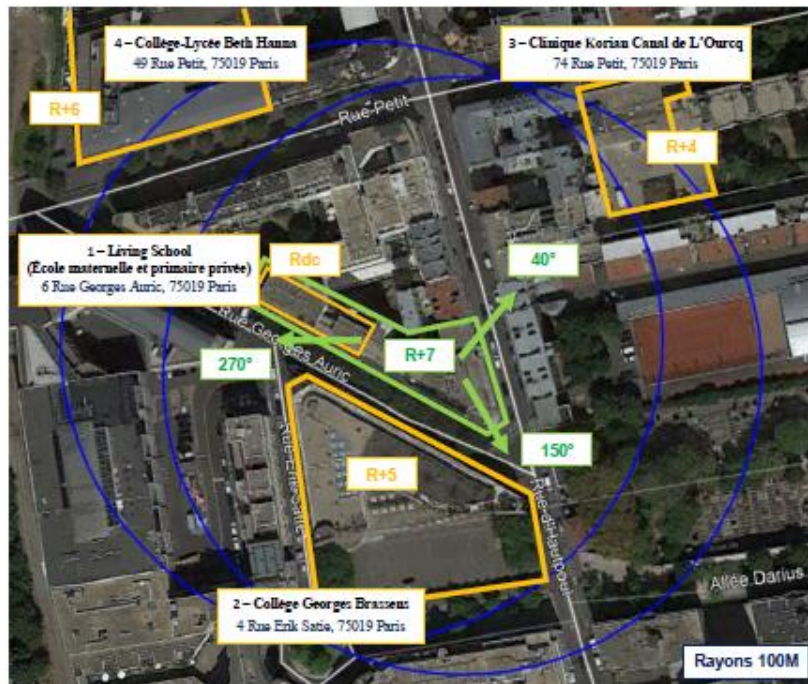 4 – Collège-Lycée Beth Hanna
49 Rue Petit, 75019 Paris
3 – Clinique Korian Canal de L'Ourcq
74 Rue Petit, 75019 Paris
R+6
Rue Petit
R+4
1 – Living School
(École maternelle et primaire privée)
6 Rue Georges Auric, 75019 Paris
Rdc
40°
Rue Georges Auric
R+7
270°
150°
R+5
Rue Erik Satie
Rue d'Hautpoul
Allée Darius
2 – Collège Georges Brassens
4 Rue Erik Satie, 75019 Paris
Rayons 100M